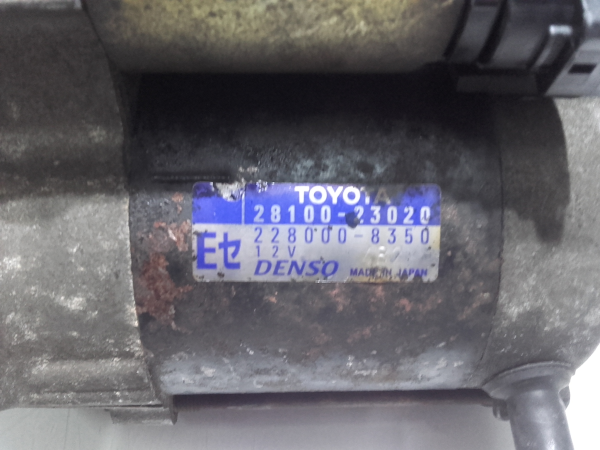 TOYOTA
28100-23020
228000-8350
12V
Eセ DENSO MADE IN JAPAN